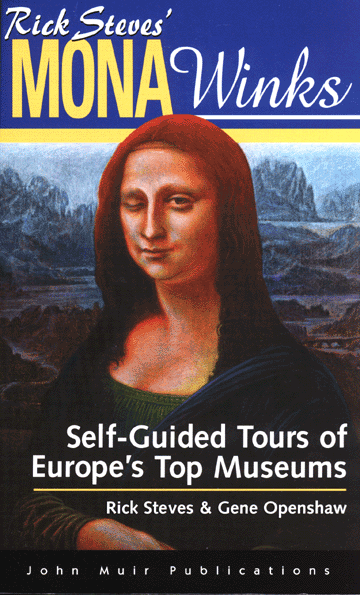 Rick Steves'
MONA Winks
Self-Guided Tours of
Europe's Top Museums
Rick Steves & Gene Openshaw
John Muir Publications